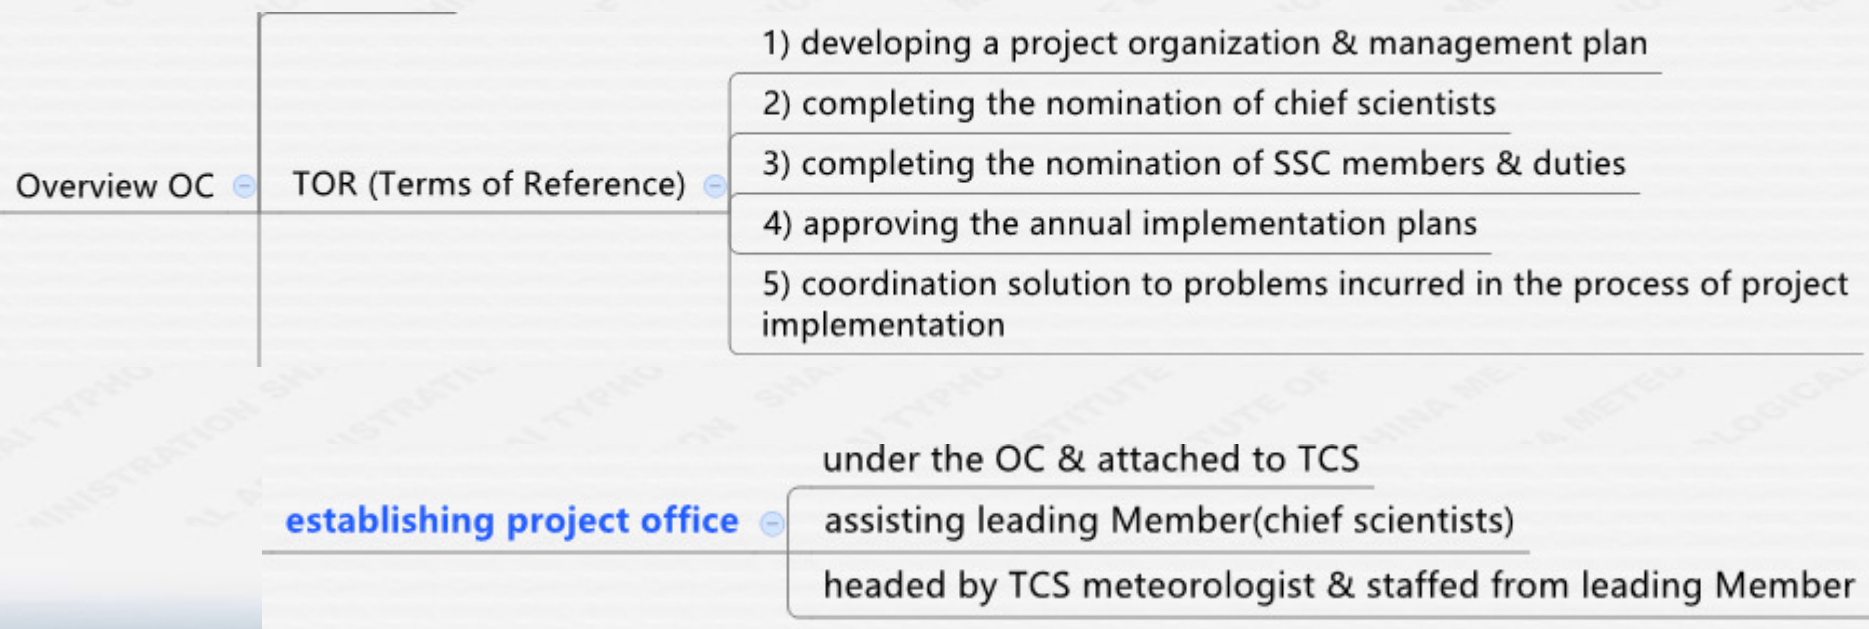 1) developing a project organization & management plan
2) completing the nomination of chief scientists
3) completing the nomination of SSC members & duties
Overview OC
TOR (Terms of Reference)
4) approving the annual implementation plans
5) coordination solution to problems incurred in the process of project
implementation
under the OC & attached to TCS
establishing project office
assisting leading Member(chief scientists)
headed by TCS meteorologist & staffed from leading Member